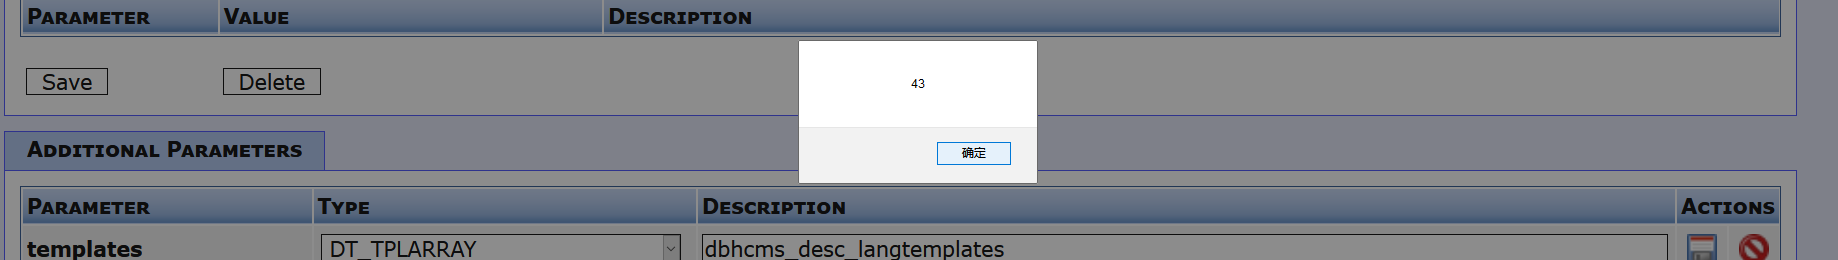 PARAMETER VALUE DESCRIPTION
43
Save Delete
确定
ADDITIONAL PARAMETERS
PARAMETER TYPE DESCRIPTION ACTIONS
templates DT_TPLARRAY dbhcms_desc_langtemplates